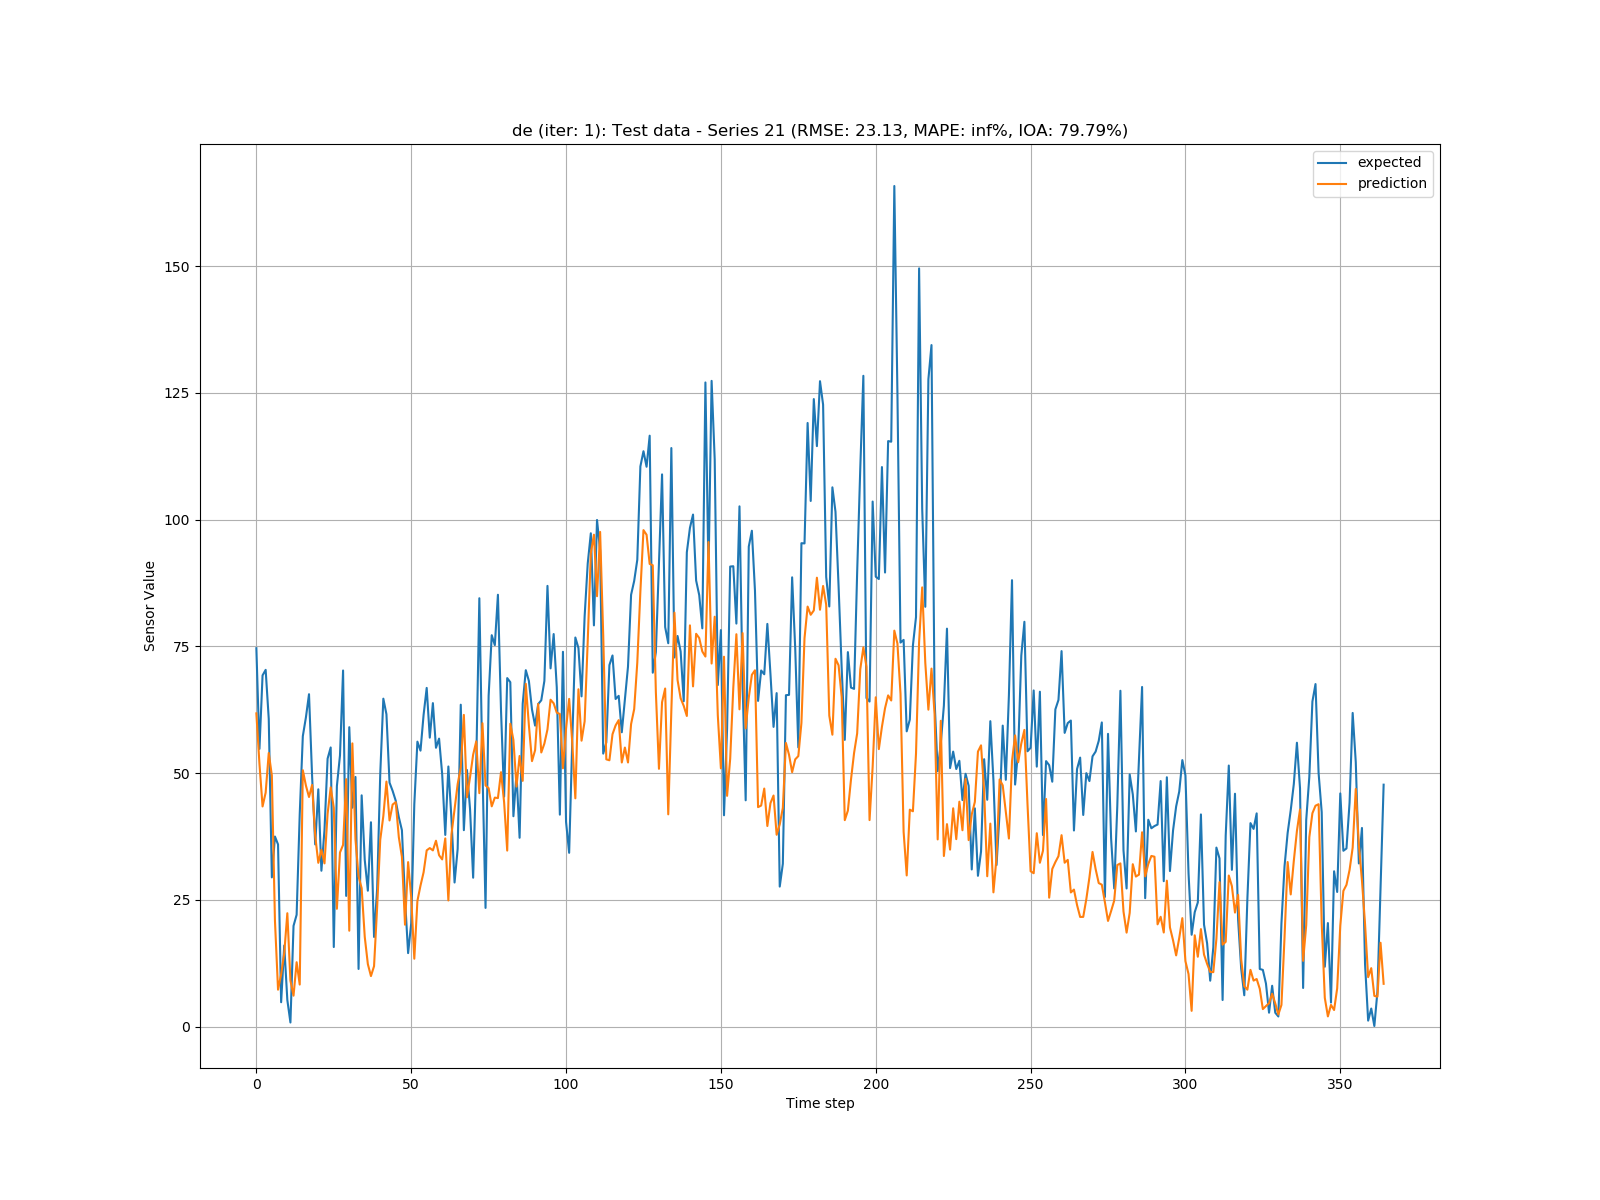 de (iter: 1): Test data - Series 21 (RMSE: 23.13, MAPE: inf%, IOA: 79.79%)
expected
prediction
150
125
100
75
50
25
0
Sensor Value
0 50 100 150 200 250 300 350
Time step